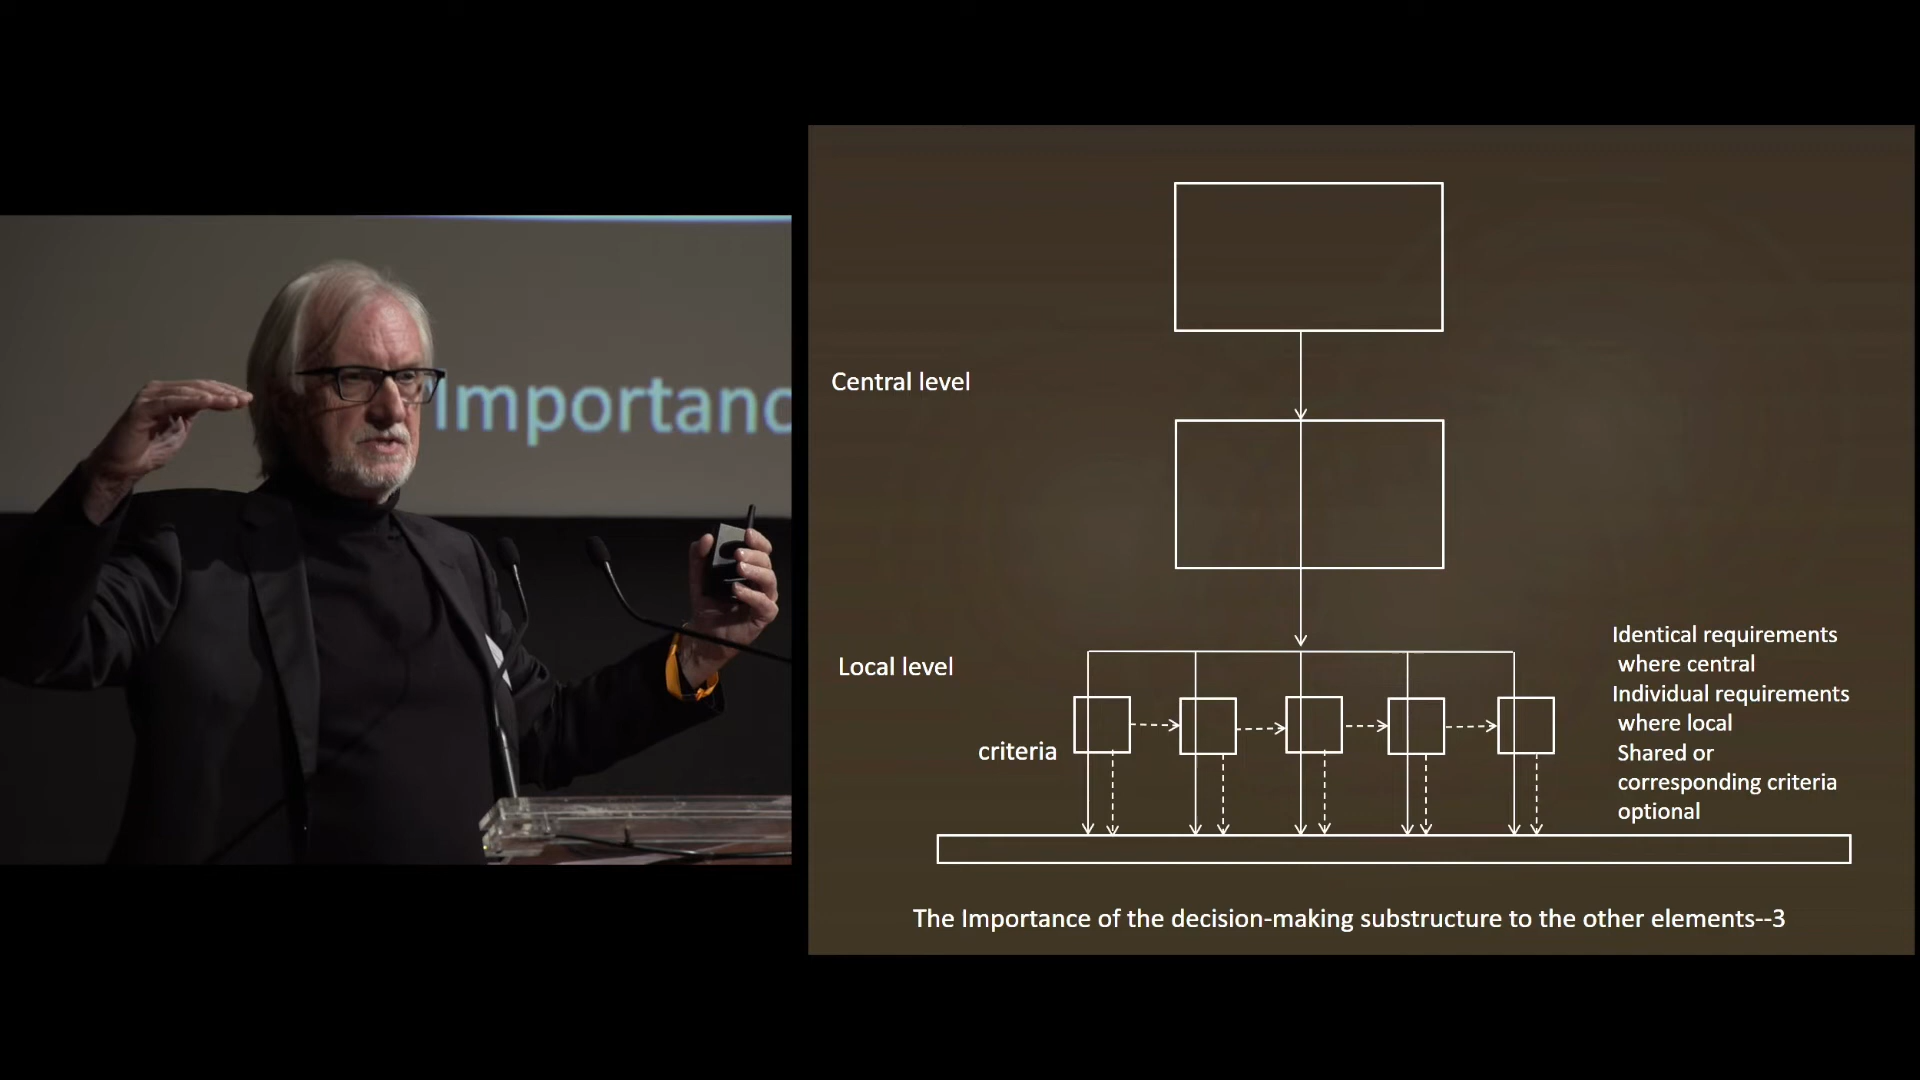 Importanc
Central level
Local level
criteria
Identical requirements
where central
Individual requirements
where local
Shared or
corresponding criteria
optional
The Importance of the decision-making substructure to the other elements--3